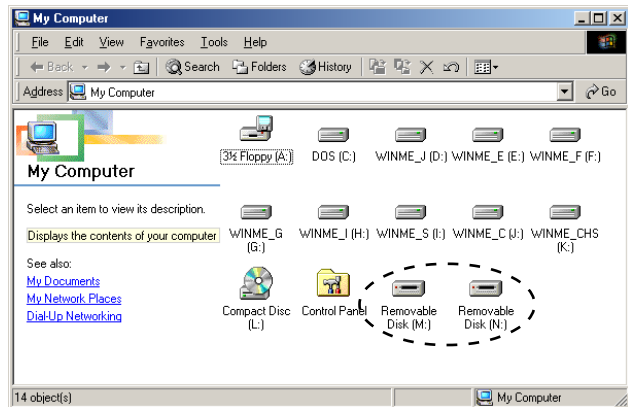 My Computer
File Edit View Favorites Tools Help
Back Search Folders History
Address My Computer Go
My Computer
Select an item to view its description.
Displays the contents of your computer
See also:
My Documents
My Network Places
Dial-Up Networking
3½ Floppy (A:) DOS (C:) WINME_J (D:) WINME_E (E:) WINME_F (F:)
WINME_G WINME_I (H:) WINME_S (I:) WINME_C (J:) WINME_CHS
(G:) (K:)
Compact Disc Control Panel Removable Removable
(L:) Disk (M:) Disk (N:)
14 object(s) My Computer